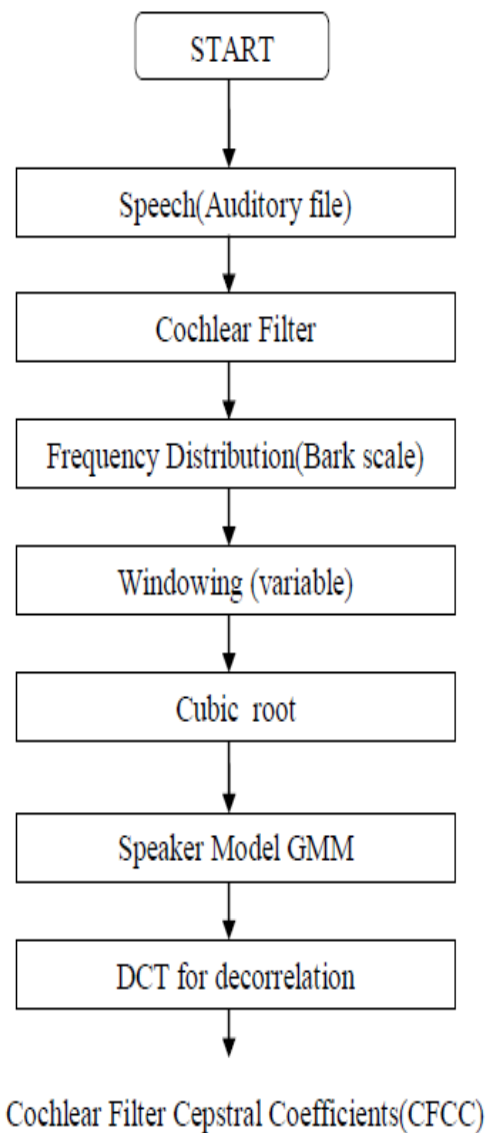 START
Speech(Auditory file)
Cochlear Filter
Frequency Distribution(Bark scale)
Windowing (variable)
Cubic root
Speaker Model GMM
DCT for decorrelation
Cochlear Filter Cepstral Coefficients(CFCC)